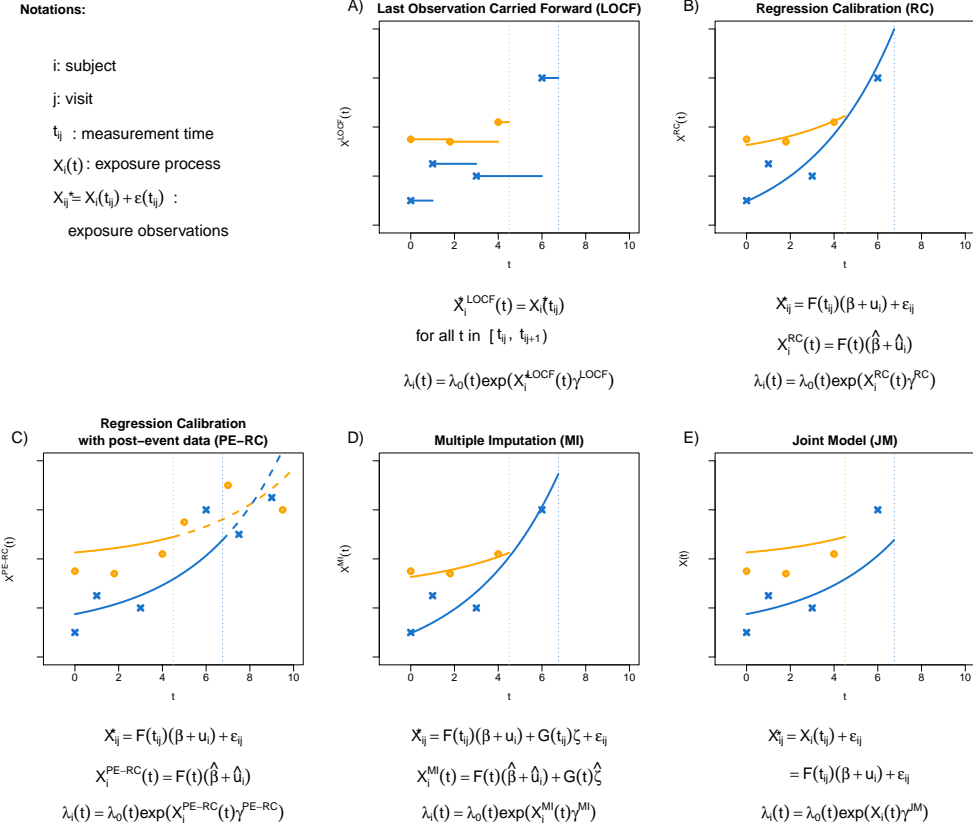 Notations:
i: subject
j: visit
t_ij : measurement time
X_i(t) : exposure process
X_ij* = X_i(t_ij) + ε(t_ij) :
exposure observations
A) Last Observation Carried Forward (LOCF)
X^LOCF(t)
0 2 4 6 8 10
t
X_i*^LOCF(t) = X_i*(t_ij)
for all t in [t_ij, t_ij+1)
λ_i(t) = λ_0(t)exp(X_i*^LOCF(t)γ^LOCF)
B) Regression Calibration (RC)
X^RC(t)
0 2 4 6 8 10
t
X*_ij = F(t_ij)(β + u_i) + ε_ij
X_i^RC(t) = F(t)(β̂ + û_i)
λ_i(t) = λ_0(t)exp(X_i^RC(t)γ^RC)
C) Regression Calibration
with post−event data (PE−RC)
X^PE−RC(t)
0 2 4 6 8 10
t
X*_ij = F(t_ij)(β + u_i) + ε_ij
X_i^PE−RC(t) = F(t)(β̂ + û_i)
λ_i(t) = λ_0(t)exp(X_i^PE−RC(t)γ^PE−RC)
D) Multiple Imputation (MI)
X^MI(t)
0 2 4 6 8 10
t
X*_ij = F(t_ij)(β + u_i) + G(t_ij)ζ + ε_ij
X_i^MI(t) = F(t)(β̂ + û_i) + G(t)ζ̂
λ_i(t) = λ_0(t)exp(X_i^MI(t)γ^MI)
E) Joint Model (JM)
X(t)
0 2 4 6 8 10
t
X*_ij = X_i(t_ij) + ε_ij
= F(t_ij)(β + u_i) + ε_ij
λ_i(t) = λ_0(t)exp(X_i(t)γ^JM)